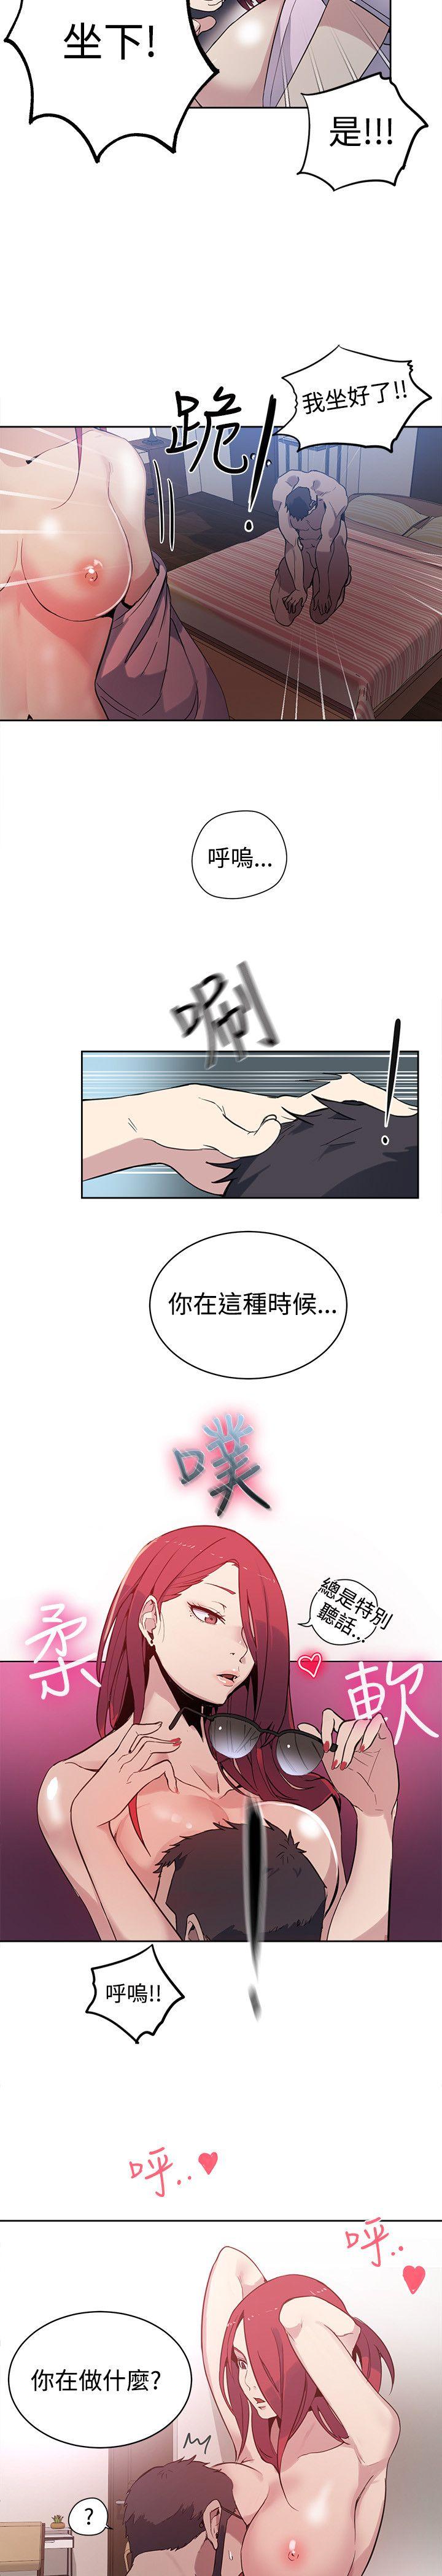 坐下!
是!!!
我坐好了!!
跪
呼嗚...
唰
你在這種時候...
噗
總是特別
聽話...
柔
軟
呼嗚!!
呼..♥
呼..♥
你在做什麼?
?